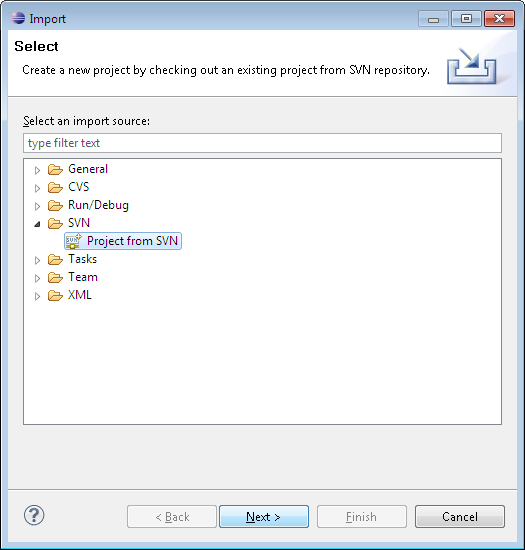 Import
Select
Create a new project by checking out an existing project from SVN repository.
Select an import source:
type filter text
General
CVS
Run/Debug
SVN
SVN Project from SVN
Tasks
Team
XML
? < Back Next > Finish Cancel